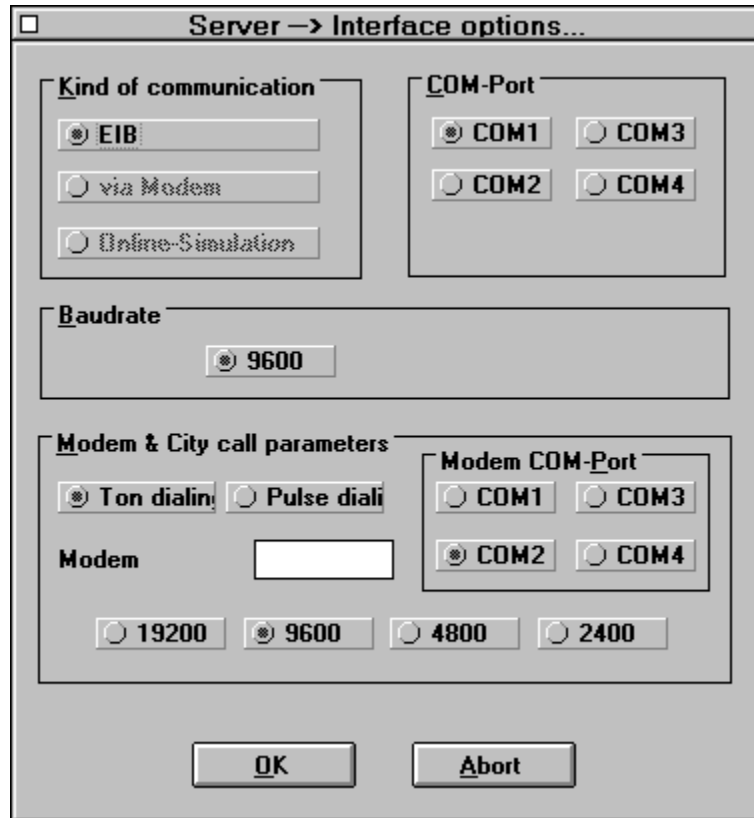 Server —> Interface options...
Kind of communication
EIB
via Modem
Online-Simulation
COM-Port
COM1 COM3
COM2 COM4
Baudrate
9600
Modem & City call parameters
Ton dialing Pulse diali
Modem
Modem COM-Port
COM1 COM3
COM2 COM4
19200 9600 4800 2400
OK Abort